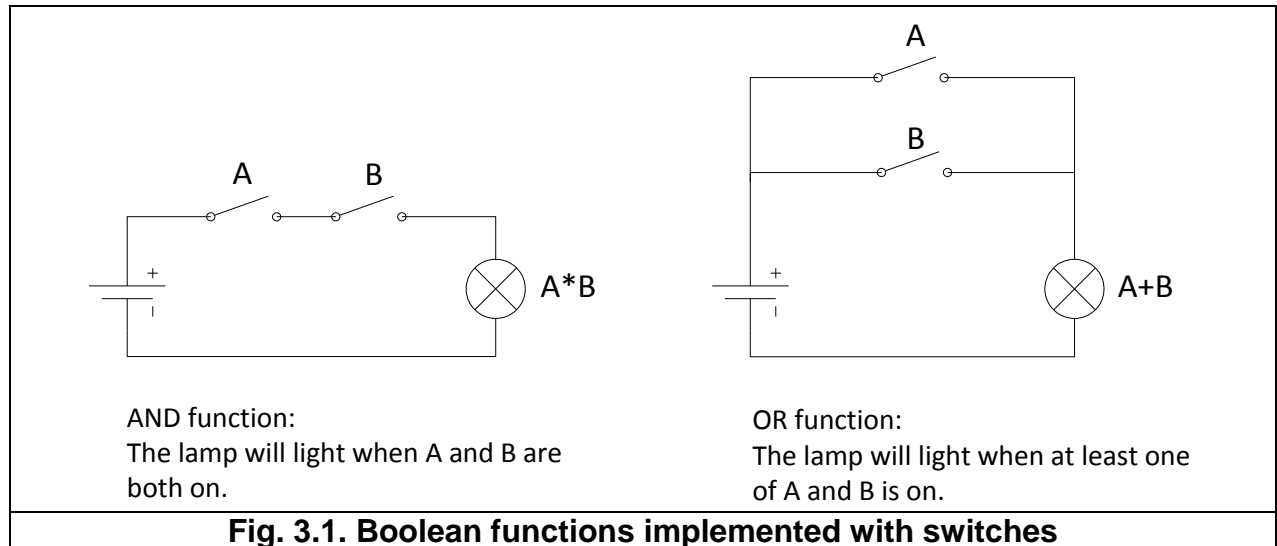 A
B
+
–
A*B
AND function:
The lamp will light when A and B are
both on.
A
B
+
–
A+B
OR function:
The lamp will light when at least one
of A and B is on.
Fig. 3.1. Boolean functions implemented with switches